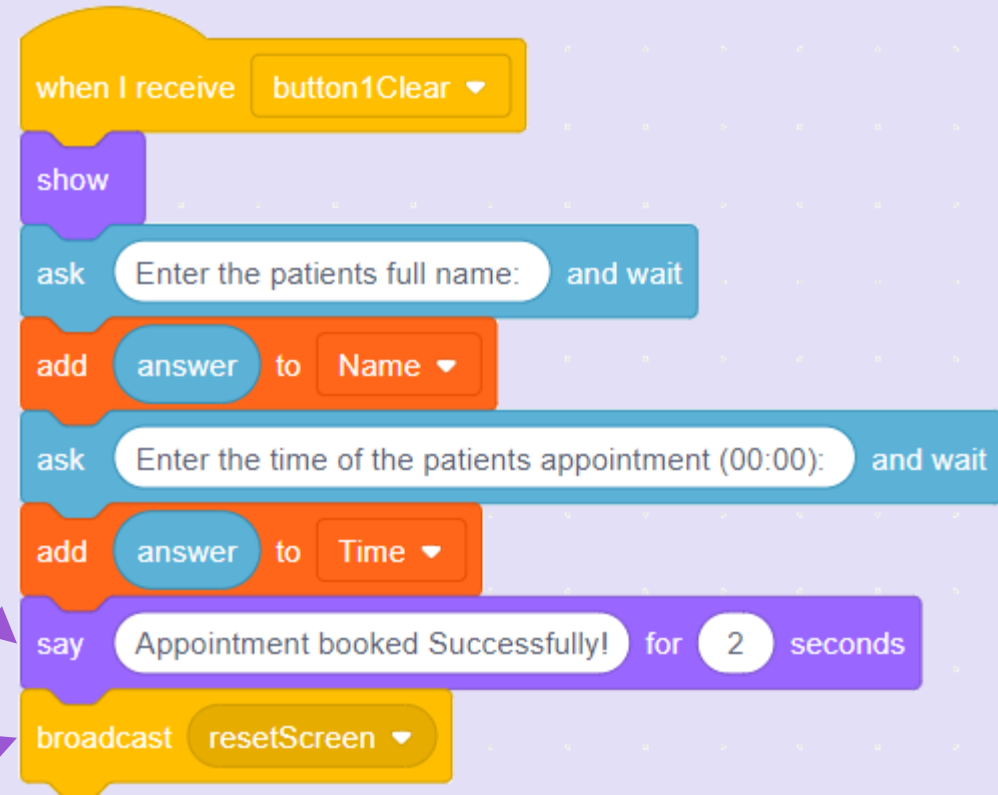 when I receive button1Clear
show
ask Enter the patients full name: and wait
add answer to Name
ask Enter the time of the patients appointment (00:00): and wait
add answer to Time
say Appointment booked Successfully! for 2 seconds
broadcast resetScreen